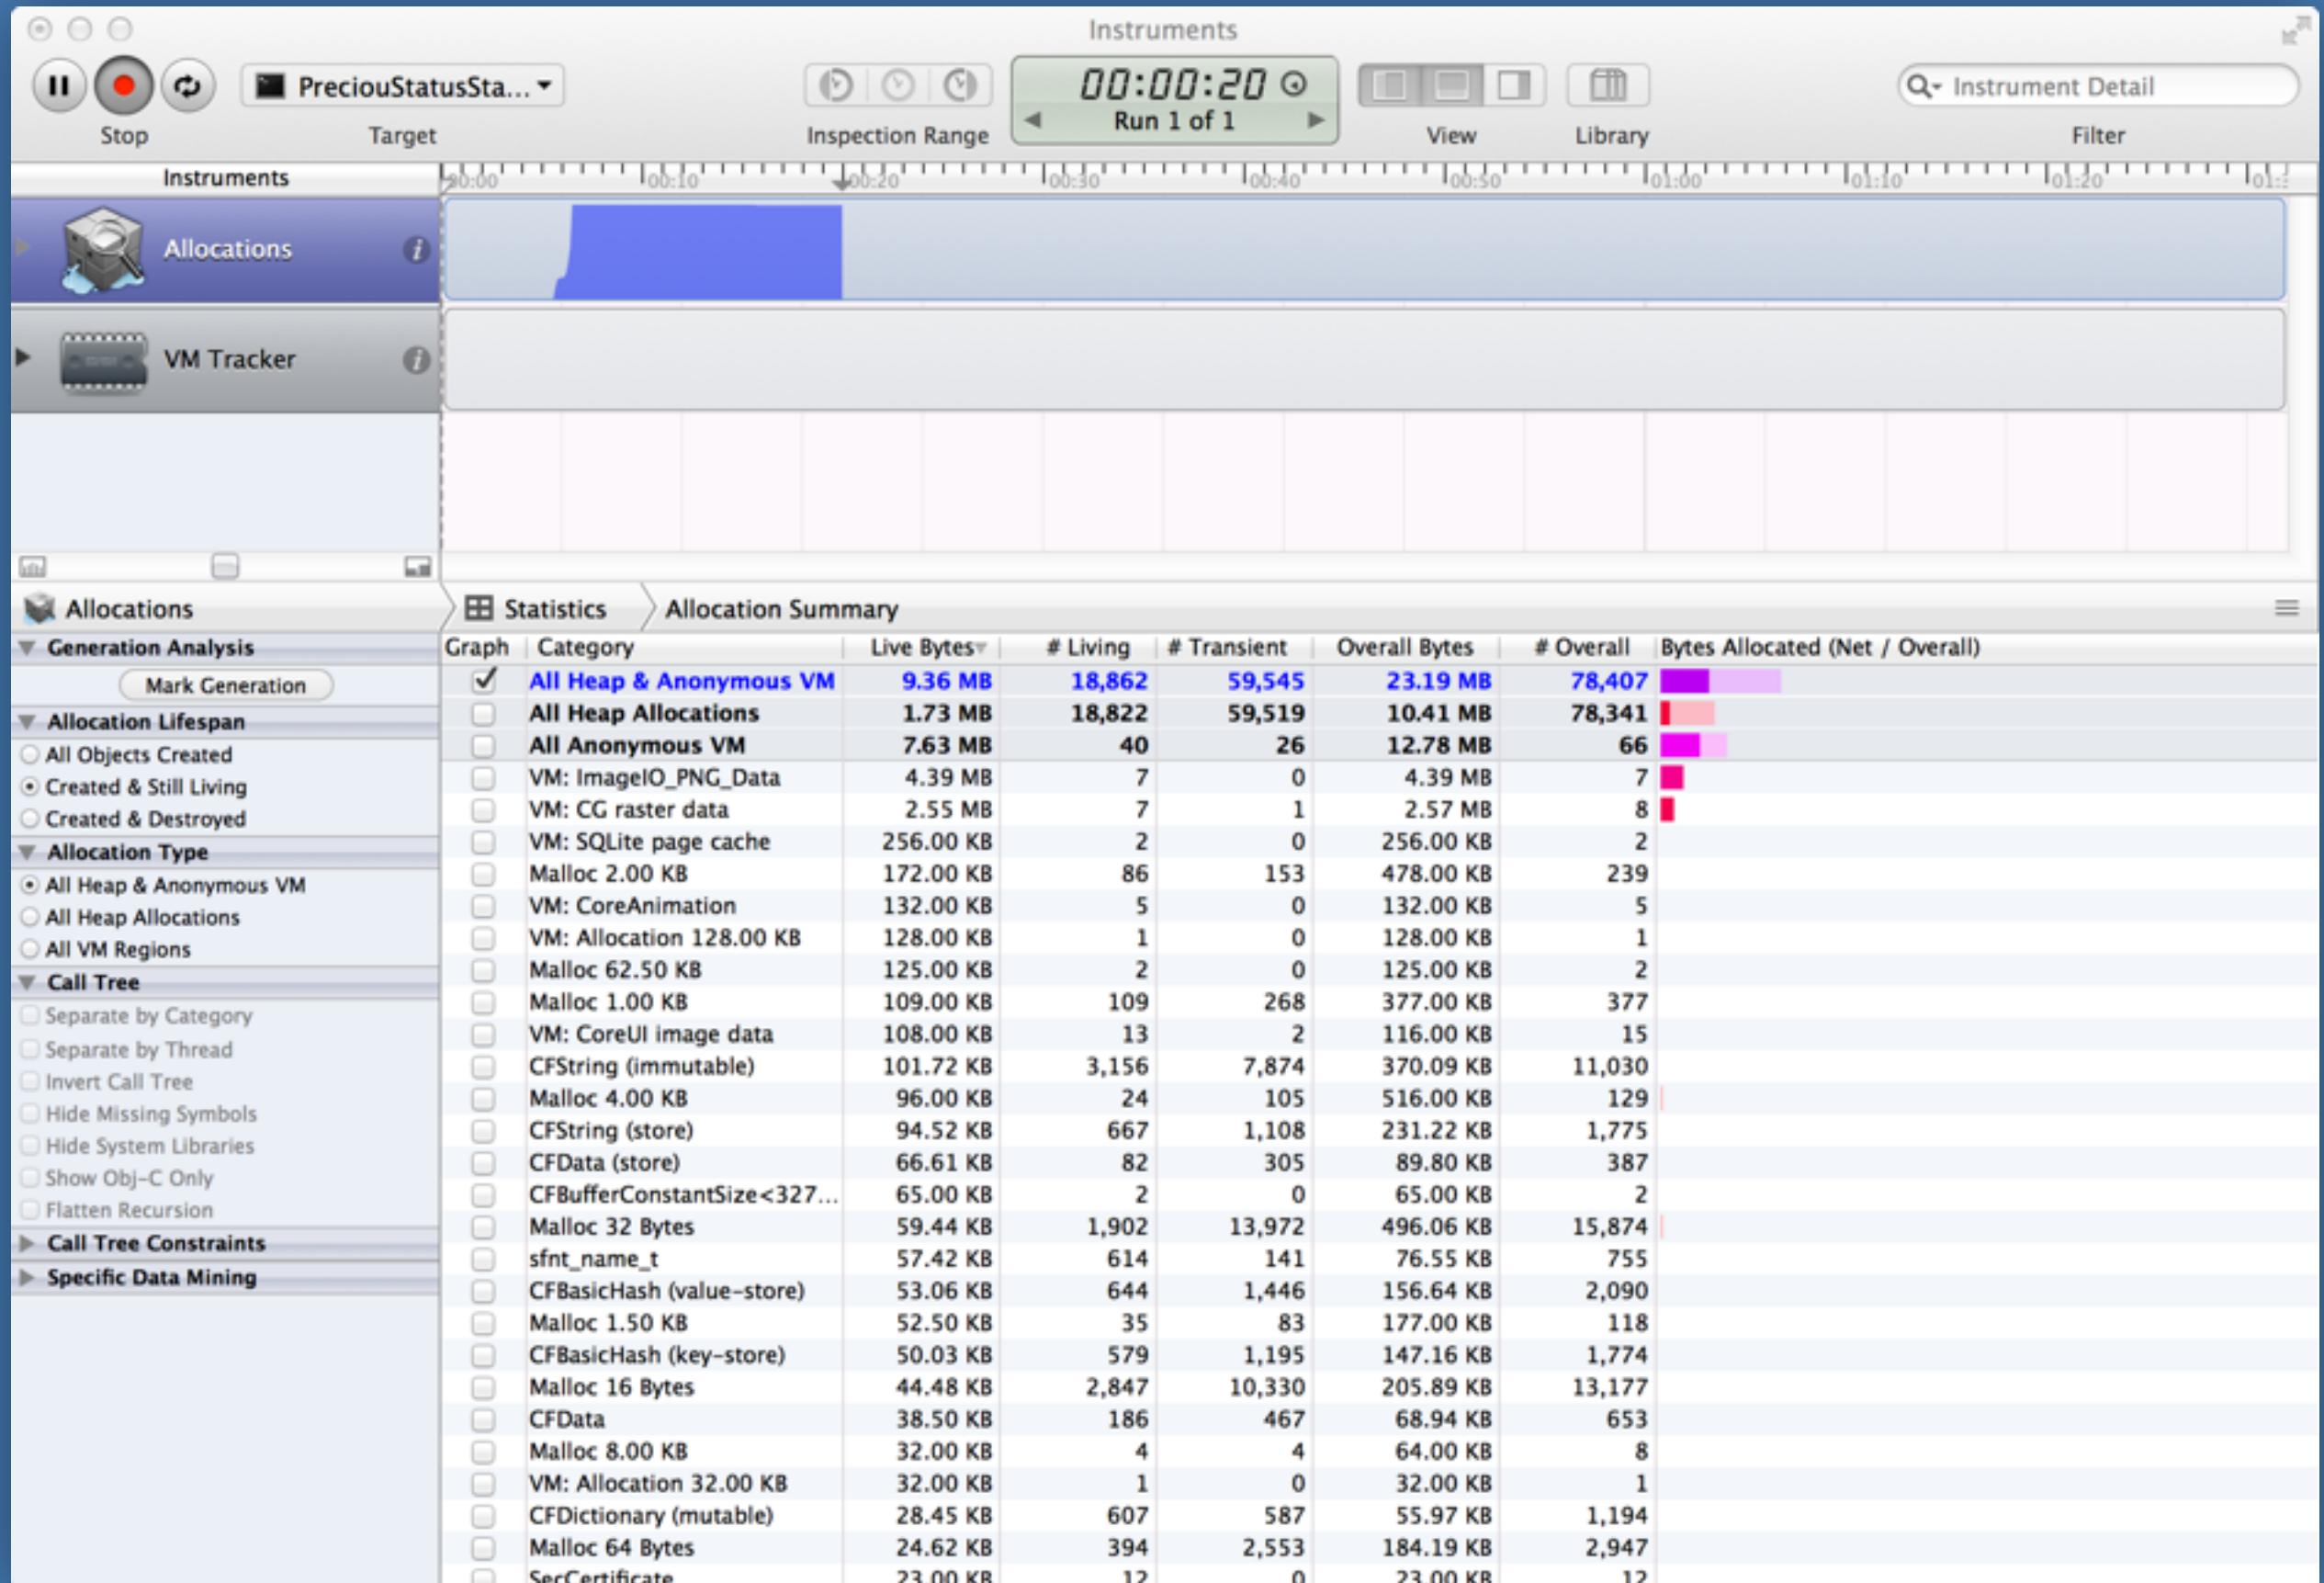 Instruments
PreciouStatusSta...
00:00:20
Run 1 of 1
Instrument Detail
Stop
Target
Inspection Range
View
Library
Filter
Instruments
00:00 00:10 00:20 00:30 00:40 00:50 01:00 01:10 01:20
Allocations
VM Tracker
Allocations
Statistics
Allocation Summary
Generation Analysis
Mark Generation
Allocation Lifespan
All Objects Created
Created & Still Living
Created & Destroyed
Allocation Type
All Heap & Anonymous VM
All Heap Allocations
All VM Regions
Call Tree
Separate by Category
Separate by Thread
Invert Call Tree
Hide Missing Symbols
Hide System Libraries
Show Obj-C Only
Flatten Recursion
Call Tree Constraints
Specific Data Mining
Graph Category Live Bytes # Living # Transient Overall Bytes # Overall Bytes Allocated (Net / Overall)
All Heap & Anonymous VM 9.36 MB 18,862 59,545 23.19 MB 78,407
All Heap Allocations 1.73 MB 18,822 59,519 10.41 MB 78,341
All Anonymous VM 7.63 MB 40 26 12.78 MB 66
VM: ImageIO_PNG_Data 4.39 MB 7 0 4.39 MB 7
VM: CG raster data 2.55 MB 7 1 2.57 MB 8
VM: SQLite page cache 256.00 KB 2 0 256.00 KB 2
Malloc 2.00 KB 172.00 KB 86 153 478.00 KB 239
VM: CoreAnimation 132.00 KB 5 0 132.00 KB 5
VM: Allocation 128.00 KB 128.00 KB 1 0 128.00 KB 1
Malloc 62.50 KB 125.00 KB 2 0 125.00 KB 2
Malloc 1.00 KB 109.00 KB 109 268 377.00 KB 377
VM: CoreUI image data 108.00 KB 13 2 116.00 KB 15
CFString (immutable) 101.72 KB 3,156 7,874 370.09 KB 11,030
Malloc 4.00 KB 96.00 KB 24 105 516.00 KB 129
CFString (store) 94.52 KB 667 1,108 231.22 KB 1,775
CFData (store) 66.61 KB 82 305 89.80 KB 387
CFBufferConstantSize<327... 65.00 KB 2 0 65.00 KB 2
Malloc 32 Bytes 59.44 KB 1,902 13,972 496.06 KB 15,874
sfnt_name_t 57.42 KB 614 141 76.55 KB 755
CFBasicHash (value-store) 53.06 KB 644 1,446 156.64 KB 2,090
Malloc 1.50 KB 52.50 KB 35 83 177.00 KB 118
CFBasicHash (key-store) 50.03 KB 579 1,195 147.16 KB 1,774
Malloc 16 Bytes 44.48 KB 2,847 10,330 205.89 KB 13,177
CFData 38.50 KB 186 467 68.94 KB 653
Malloc 8.00 KB 32.00 KB 4 4 64.00 KB 8
VM: Allocation 32.00 KB 32.00 KB 1 0 32.00 KB 1
CFDictionary (mutable) 28.45 KB 607 587 55.97 KB 1,194
Malloc 64 Bytes 24.62 KB 394 2,553 184.19 KB 2,947
SecCertificate 23.00 KB 12 0 23.00 KB 12